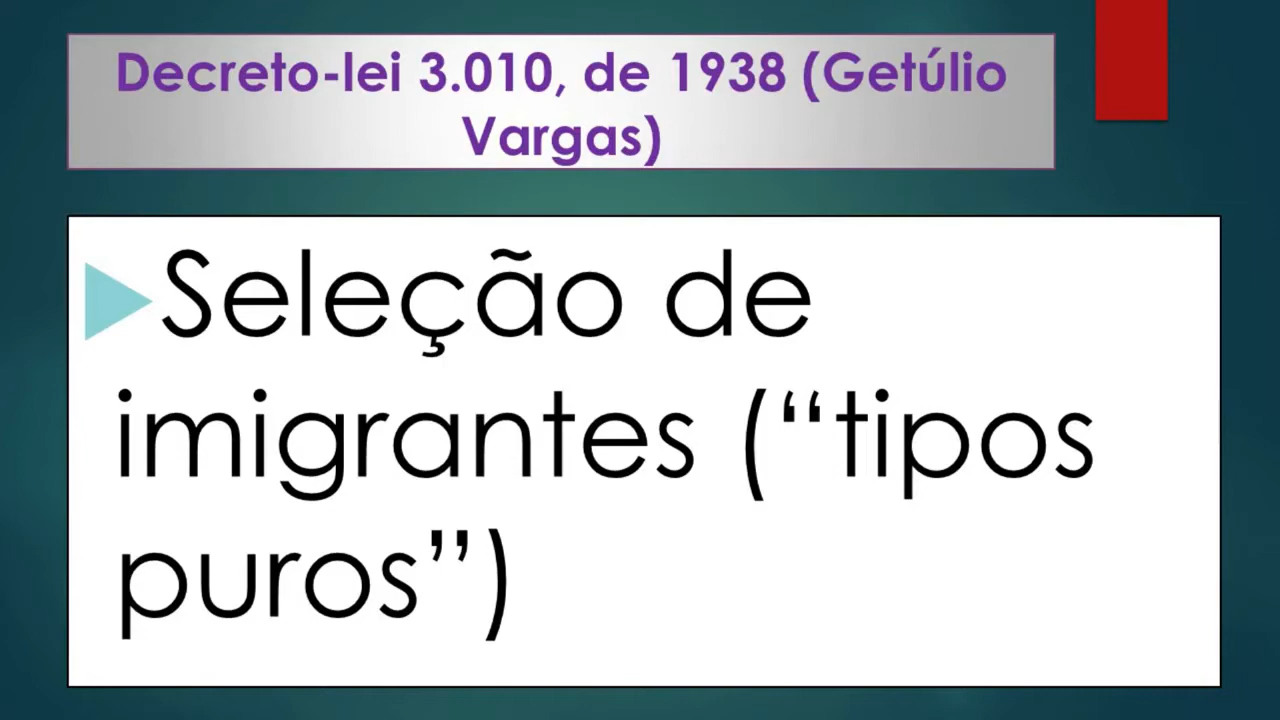 Decreto-lei 3.010, de 1938 (Getúlio
Vargas)
Seleção de
imigrantes (“tipos
puros”)